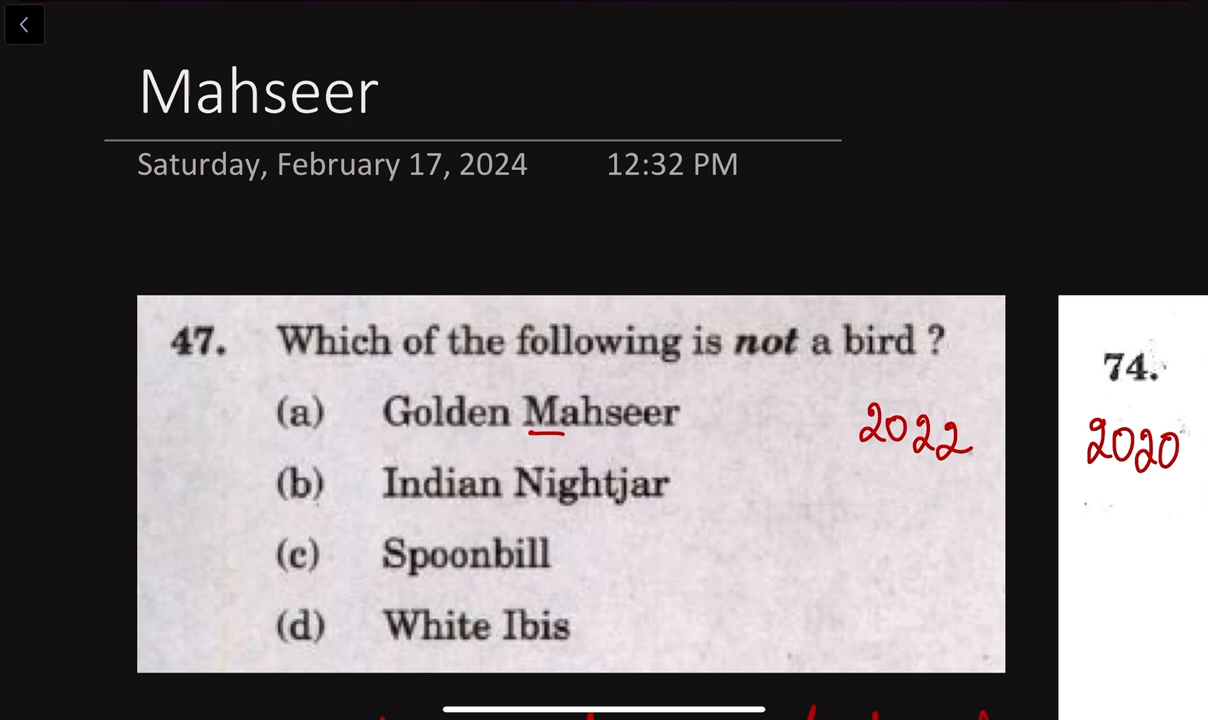 Mahseer
Saturday, February 17, 2024 12:32 PM
47. Which of the following is not a bird ?
(a) Golden Mahseer
2022
(b) Indian Nightjar
(c) Spoonbill
(d) White Ibis
74.
2020